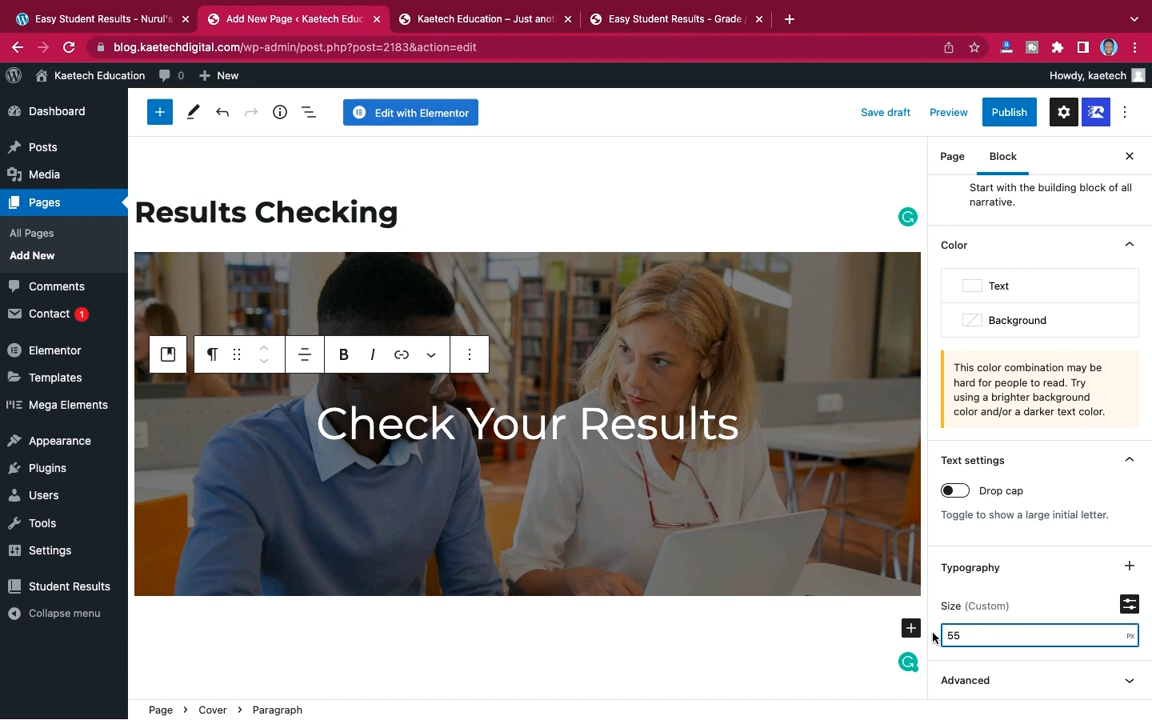 Easy Student Results - Nurul's
Add New Page ‹ Kaetech Educ
Kaetech Education – Just anot
Easy Student Results - Grade /
blog.kaetechdigital.com/wp-admin/post.php?post=2183&action=edit
Kaetech Education
0
New
Howdy, kaetech
Dashboard
Posts
Media
Pages
All Pages
Add New
Comments
Contact 1
Elementor
Templates
Mega Elements
Appearance
Plugins
Users
Tools
Settings
Student Results
Collapse menu
Edit with Elementor
Save draft
Preview
Publish
Results Checking
B I
Check Your Results
Page
Block
Start with the building block of all
narrative.
Color
Text
Background
This color combination may be
hard for people to read. Try
using a brighter background
color and/or a darker text color.
Text settings
Drop cap
Toggle to show a large initial letter.
Typography
Size (Custom)
55
PX
Advanced
Page › Cover › Paragraph